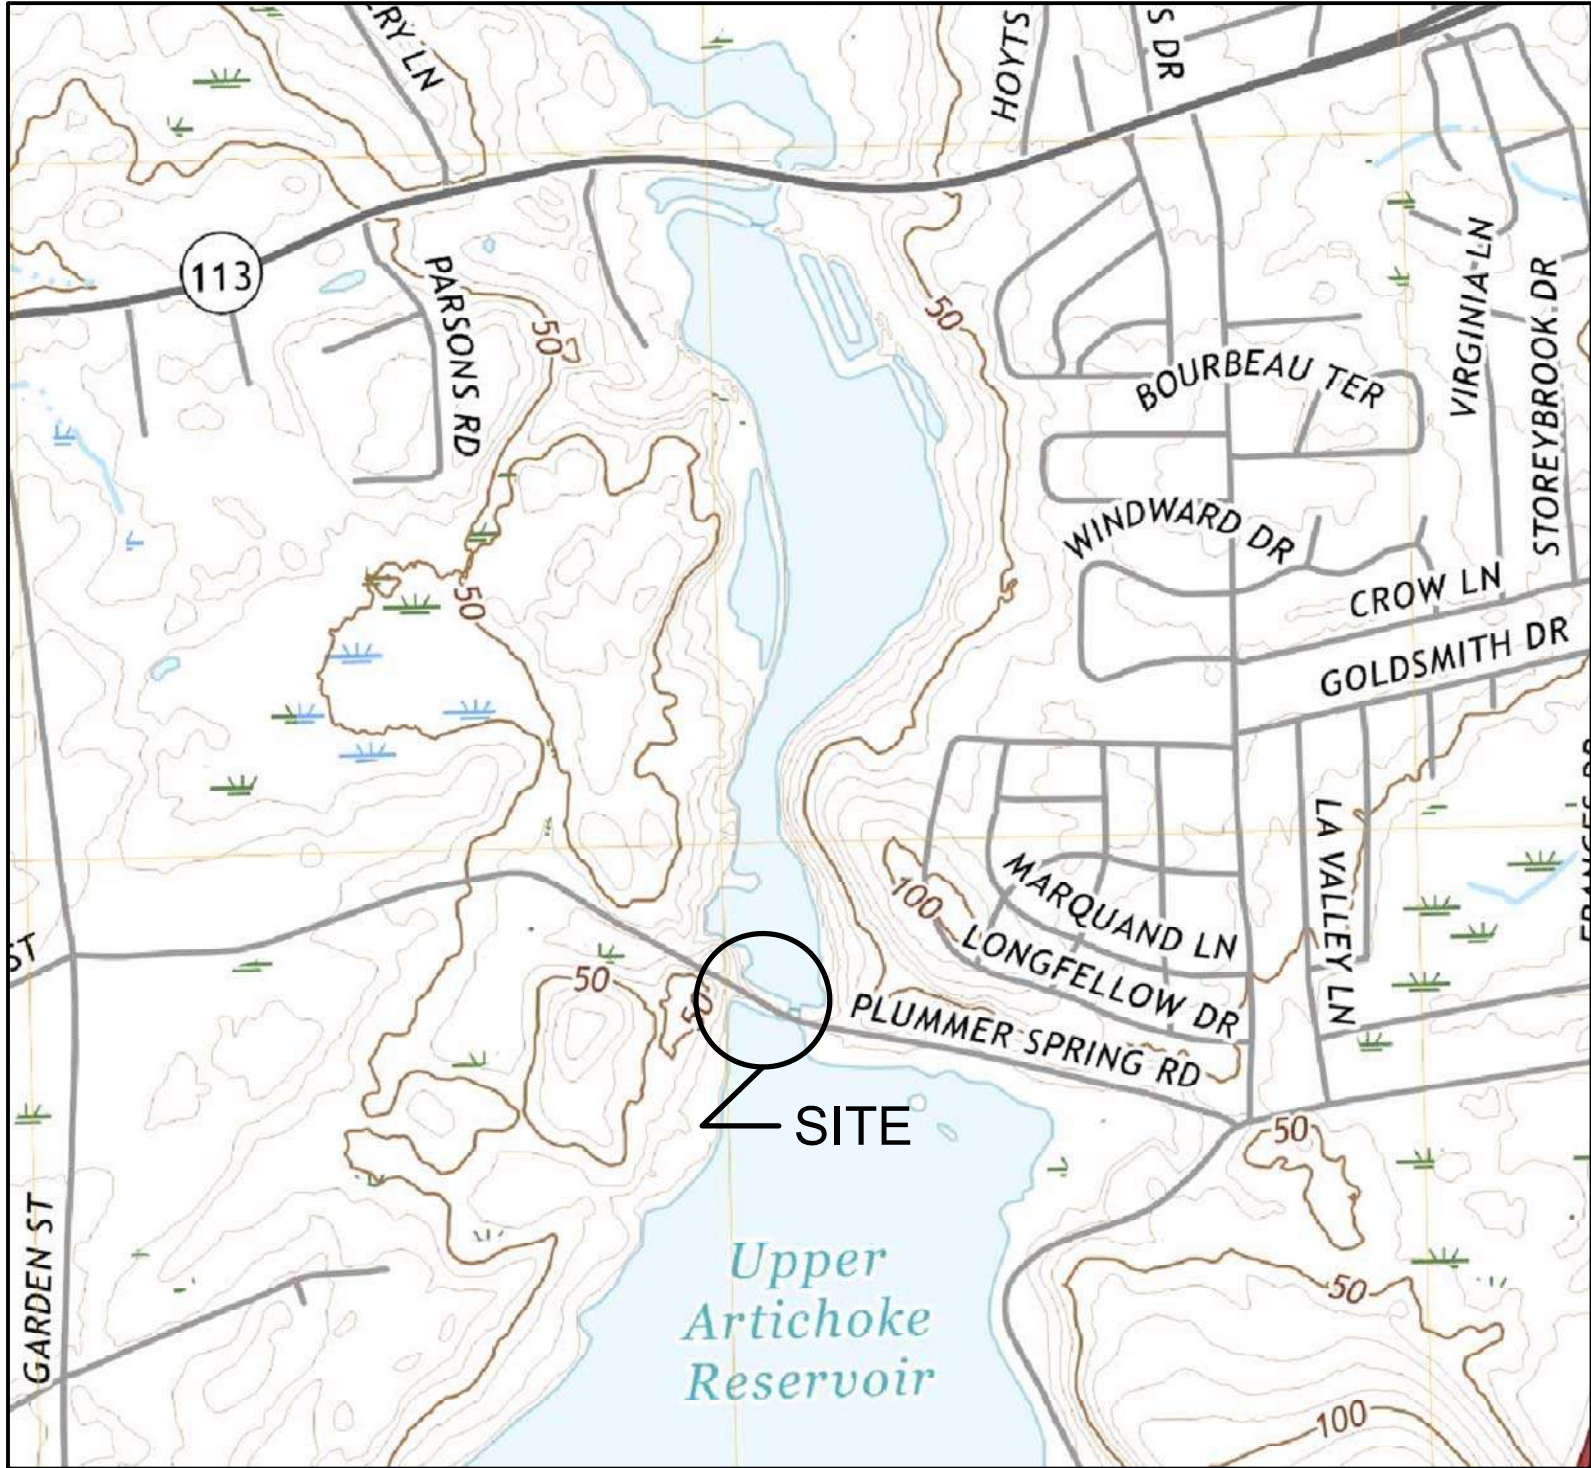 RY LN
HOYTS
S DR
113
PARSONS RD
50
50
VIRGINIA LN
STOREYBROOK DR
BOURBEAU TER
WINDWARD DR
CROW LN
50
GOLDSMITH DR
LA VALLEY LN
MARQUAND LN
100
LONGFELLOW DR
ST
50
50
PLUMMER SPRING RD
SITE
50
GARDEN ST
Upper
Artichoke
Reservoir
50
100